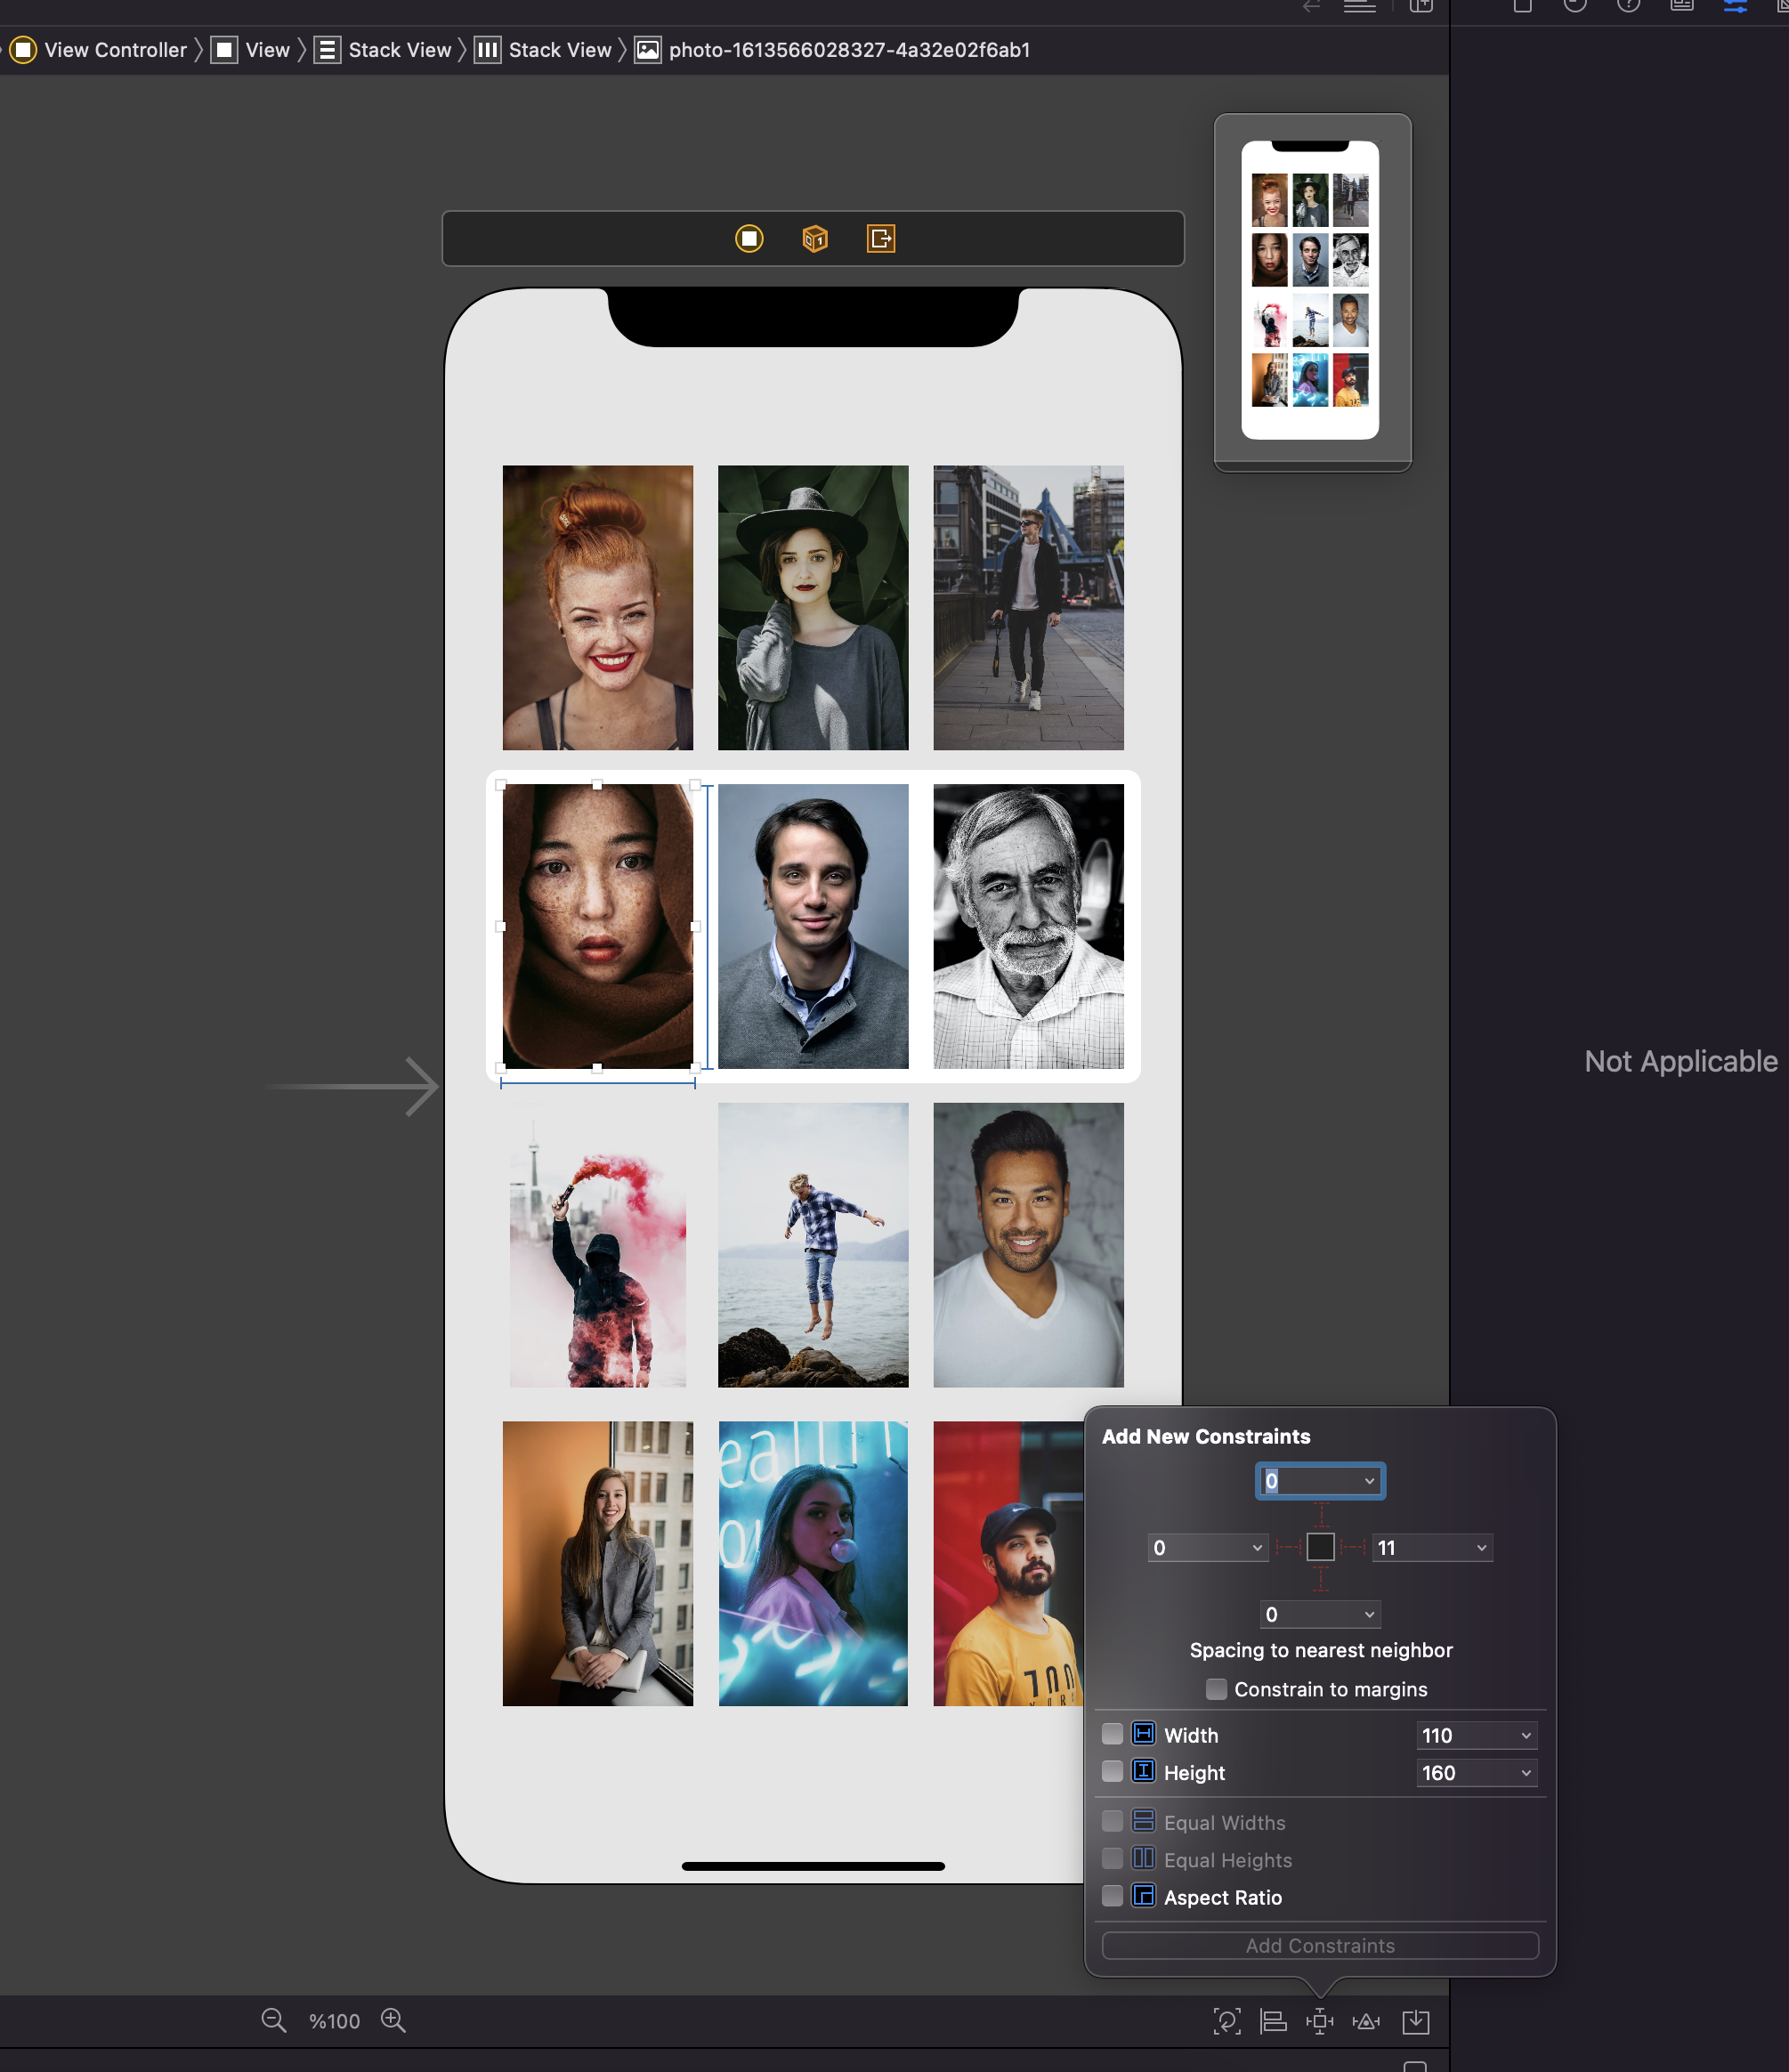 View Controller 〉 View 〉 Stack View 〉 Stack View 〉 photo-1613566028327-4a32e02f6ab1
Not Applicable
Add New Constraints
0
0
11
0
Spacing to nearest neighbor
Constrain to margins
Width 110
Height 160
Equal Widths
Equal Heights
Aspect Ratio
Add Constraints
%100